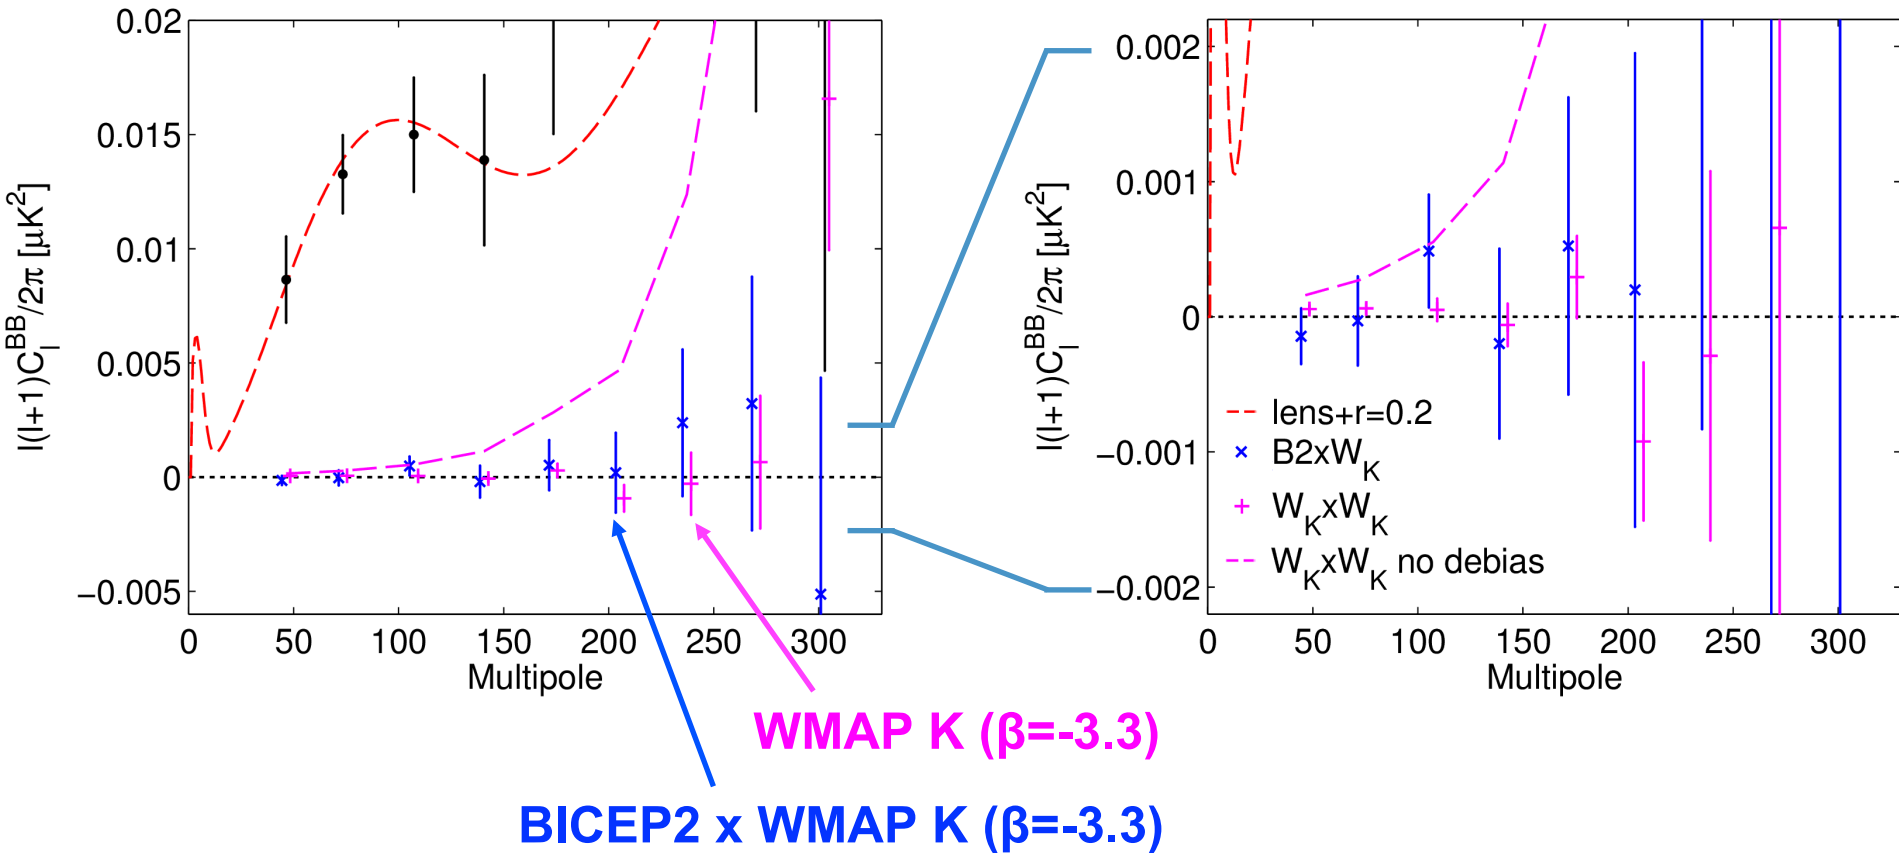 0.02
0.015
0.01
0.005
0
−0.005
l(l+1)C_l^BB/2π [μK²]
0 50 100 150 200 250 300
Multipole
0.002
0.001
0
−0.001
−0.002
l(l+1)C_l^BB/2π [μK²]
lens+r=0.2
B2xW_K
W_KxW_K
W_KxW_K no debias
0 50 100 150 200 250 300
Multipole
WMAP K (β=-3.3)
BICEP2 x WMAP K (β=-3.3)